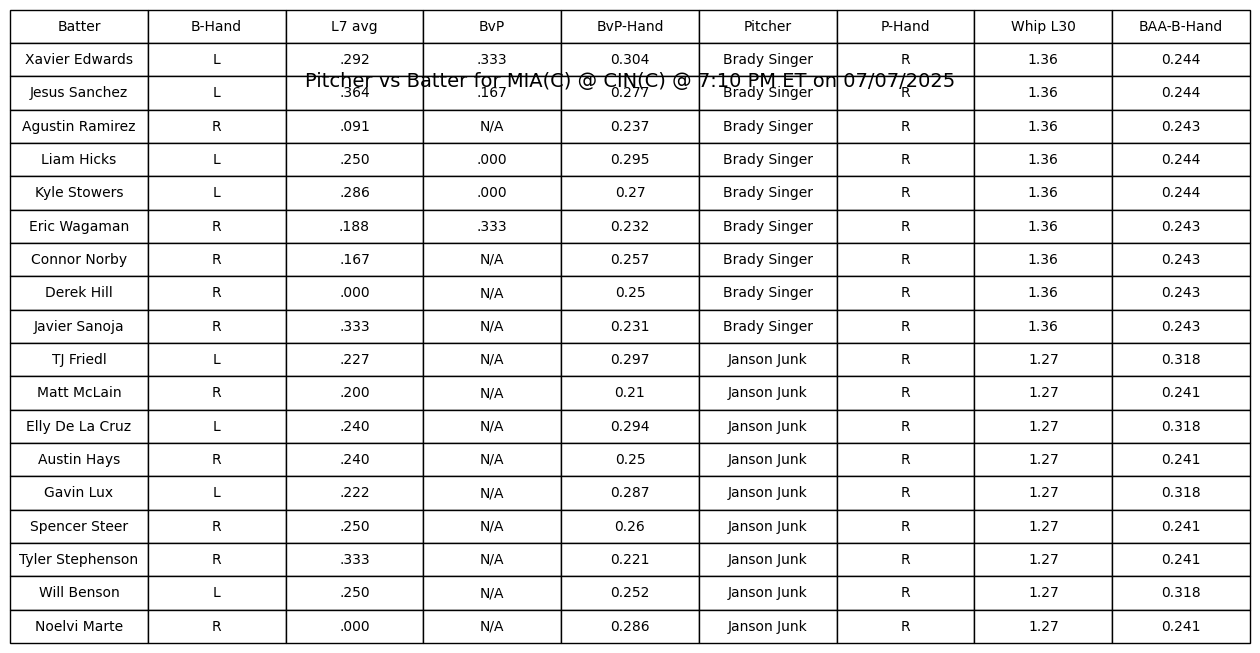 Batter B-Hand L7 avg BvP BvP-Hand Pitcher P-Hand Whip L30 BAA-B-Hand
Xavier Edwards L .292 .333 0.304 Brady Singer R 1.36 0.244
Pitcher vs Batter for MIA(C) @ CIN(C) @ 7:10 PM ET on 07/07/2025
Jesus Sanchez L .364 .167 0.277 Brady Singer R 1.36 0.244
Agustin Ramirez R .091 N/A 0.237 Brady Singer R 1.36 0.243
Liam Hicks L .250 .000 0.295 Brady Singer R 1.36 0.244
Kyle Stowers L .286 .000 0.27 Brady Singer R 1.36 0.244
Eric Wagaman R .188 .333 0.232 Brady Singer R 1.36 0.243
Connor Norby R .167 N/A 0.257 Brady Singer R 1.36 0.243
Derek Hill R .000 N/A 0.25 Brady Singer R 1.36 0.243
Javier Sanoja R .333 N/A 0.231 Brady Singer R 1.36 0.243
TJ Friedl L .227 N/A 0.297 Janson Junk R 1.27 0.318
Matt McLain R .200 N/A 0.21 Janson Junk R 1.27 0.241
Elly De La Cruz L .240 N/A 0.294 Janson Junk R 1.27 0.318
Austin Hays R .240 N/A 0.25 Janson Junk R 1.27 0.241
Gavin Lux L .222 N/A 0.287 Janson Junk R 1.27 0.318
Spencer Steer R .250 N/A 0.26 Janson Junk R 1.27 0.241
Tyler Stephenson R .333 N/A 0.221 Janson Junk R 1.27 0.241
Will Benson L .250 N/A 0.252 Janson Junk R 1.27 0.318
Noelvi Marte R .000 N/A 0.286 Janson Junk R 1.27 0.241